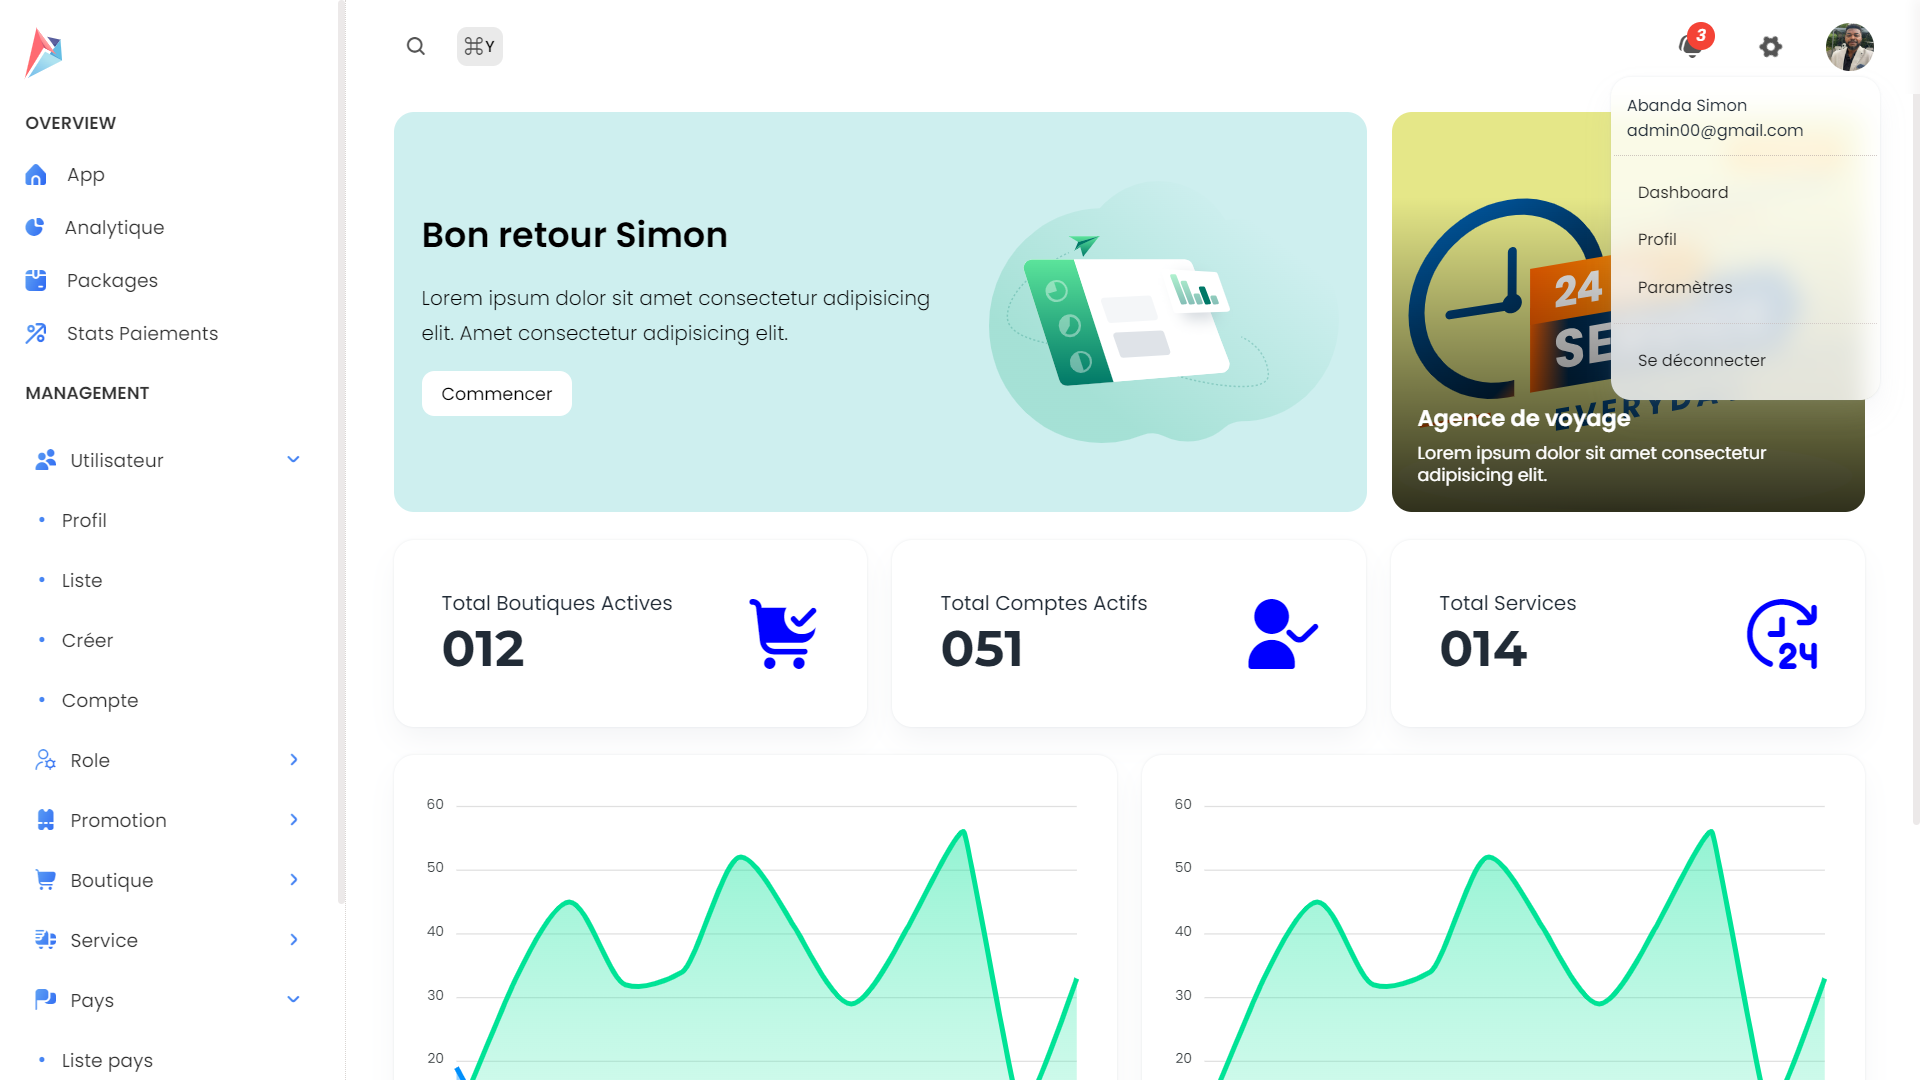 ⌘Y
3
OVERVIEW
App
Analytique
Packages
Stats Paiements
MANAGEMENT
Utilisateur
Profil
Liste
Créer
Compte
Role
Promotion
Boutique
Service
Pays
Liste pays
Bon retour Simon
Lorem ipsum dolor sit amet consectetur adipisicing
elit. Amet consectetur adipisicing elit.
Commencer
24
SE
EVERYDA
Agence de voyage
Lorem ipsum dolor sit amet consectetur
adipisicing elit.
Abanda Simon
admin00@gmail.com
Dashboard
Profil
Paramètres
Se déconnecter
Total Boutiques Actives
012
Total Comptes Actifs
051
Total Services
014
24
60
50
40
30
20
60
50
40
30
20